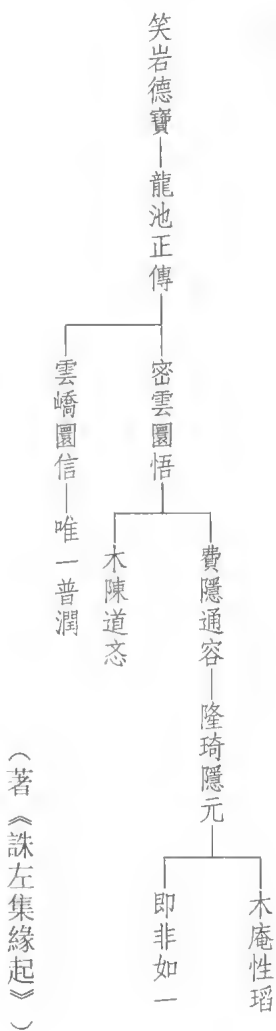 笑岩德寶—龍池正傳
密雲圜悟
費隱通容—隆琦隱元
木庵性瑫
即非如一
木陳道忞
雲嶠圜信—唯一普潤
（著《誅左集緣起》）